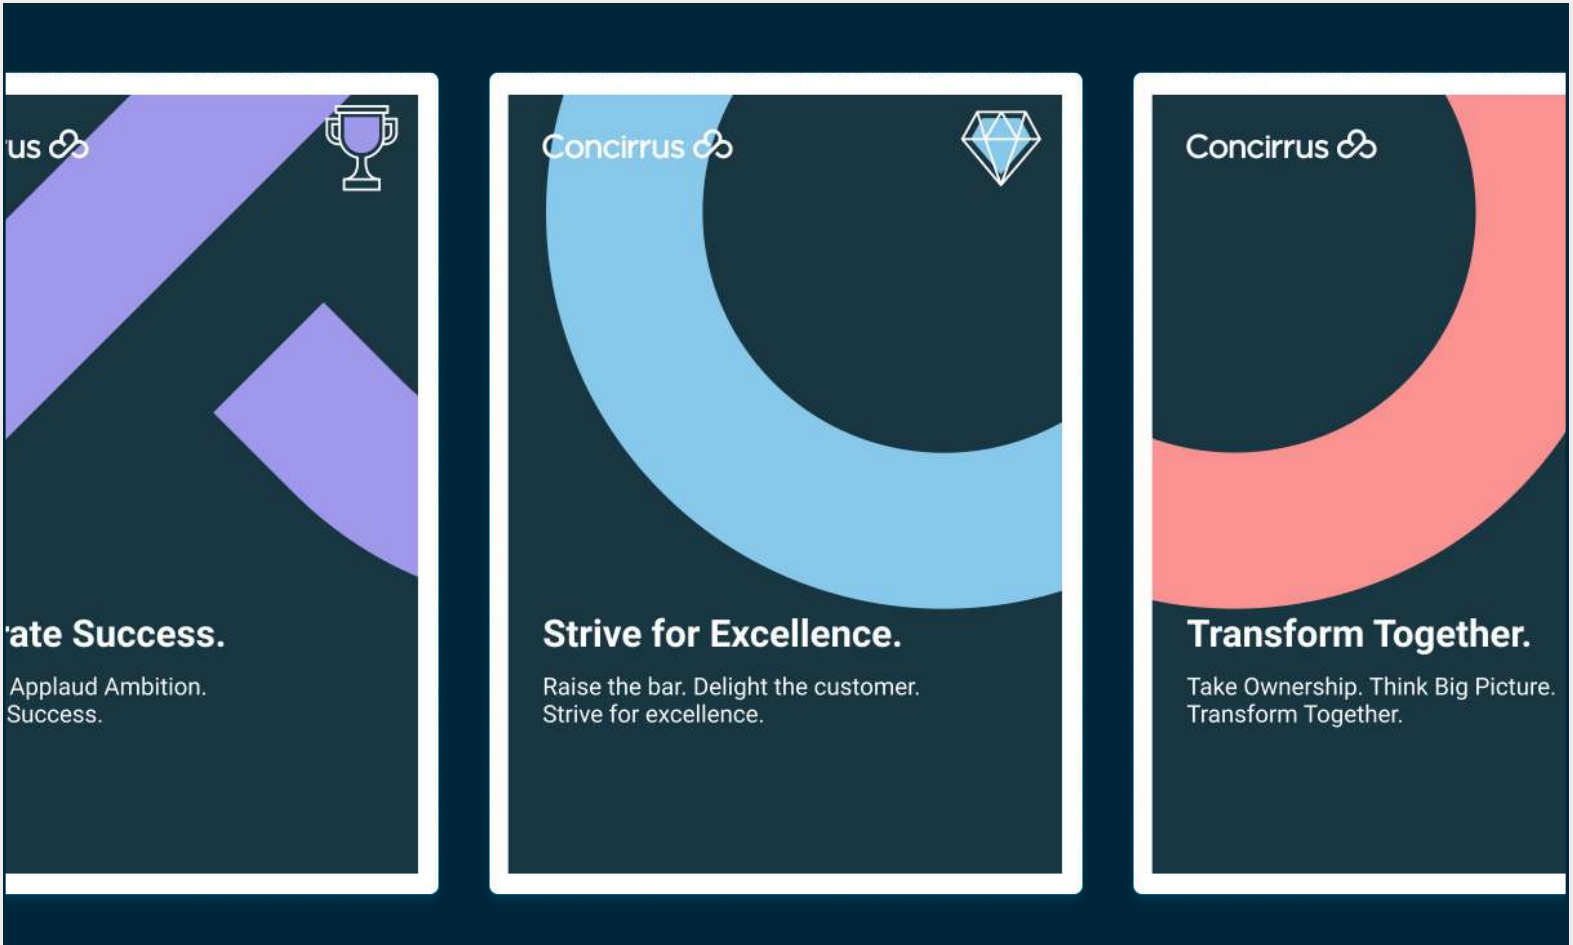 us
rate Success.
Applaud Ambition.
Success.
Concirrus
Strive for Excellence.
Raise the bar. Delight the customer.
Strive for excellence.
Concirrus
Transform Together.
Take Ownership. Think Big Picture.
Transform Together.